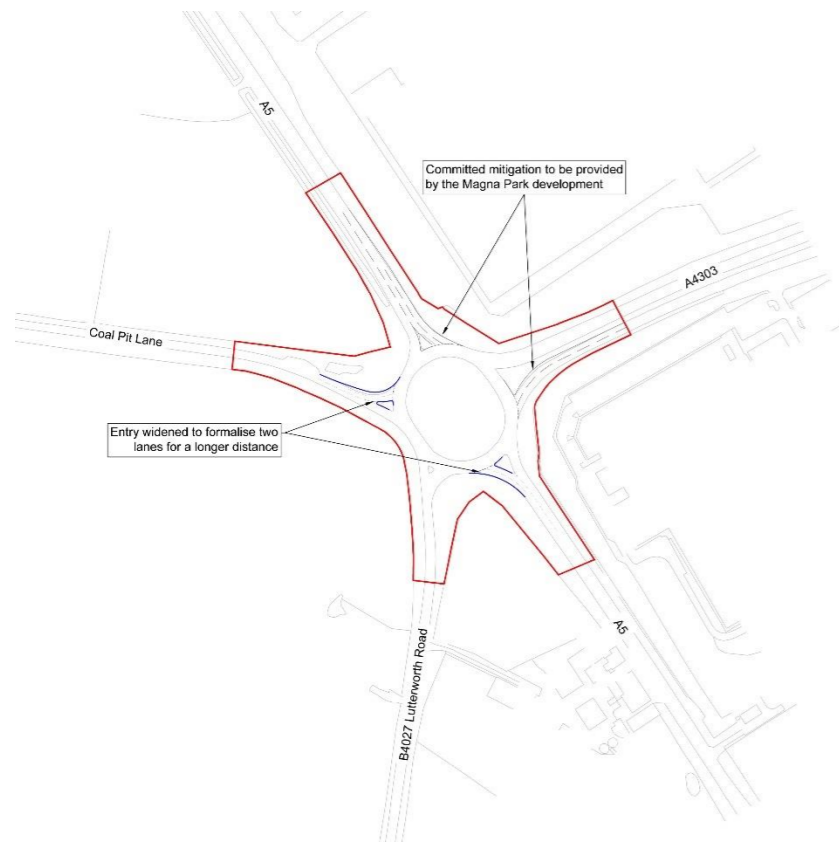 A5
Committed mitigation to be provided
by the Magna Park development
A4303
Coal Pit Lane
Entry widened to formalise two
lanes for a longer distance
A5
B4027 Lutterworth Road